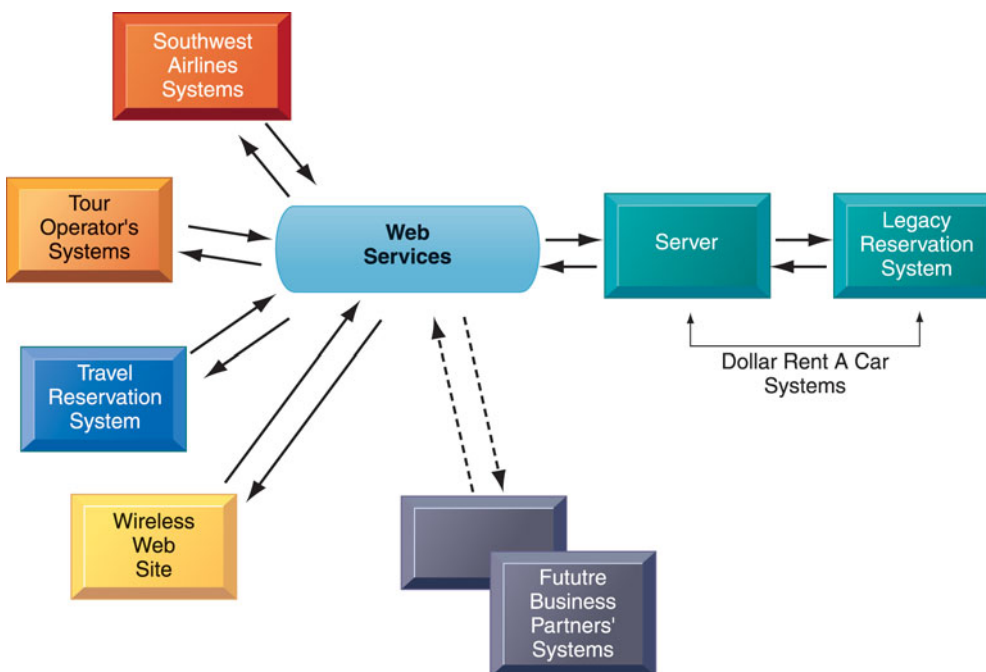 Southwest
Airlines
Systems
Tour
Operator's
Systems
Web
Services
Server
Legacy
Reservation
System
Dollar Rent A Car
Systems
Travel
Reservation
System
Wireless
Web
Site
Fututre
Business
Partners'
Systems